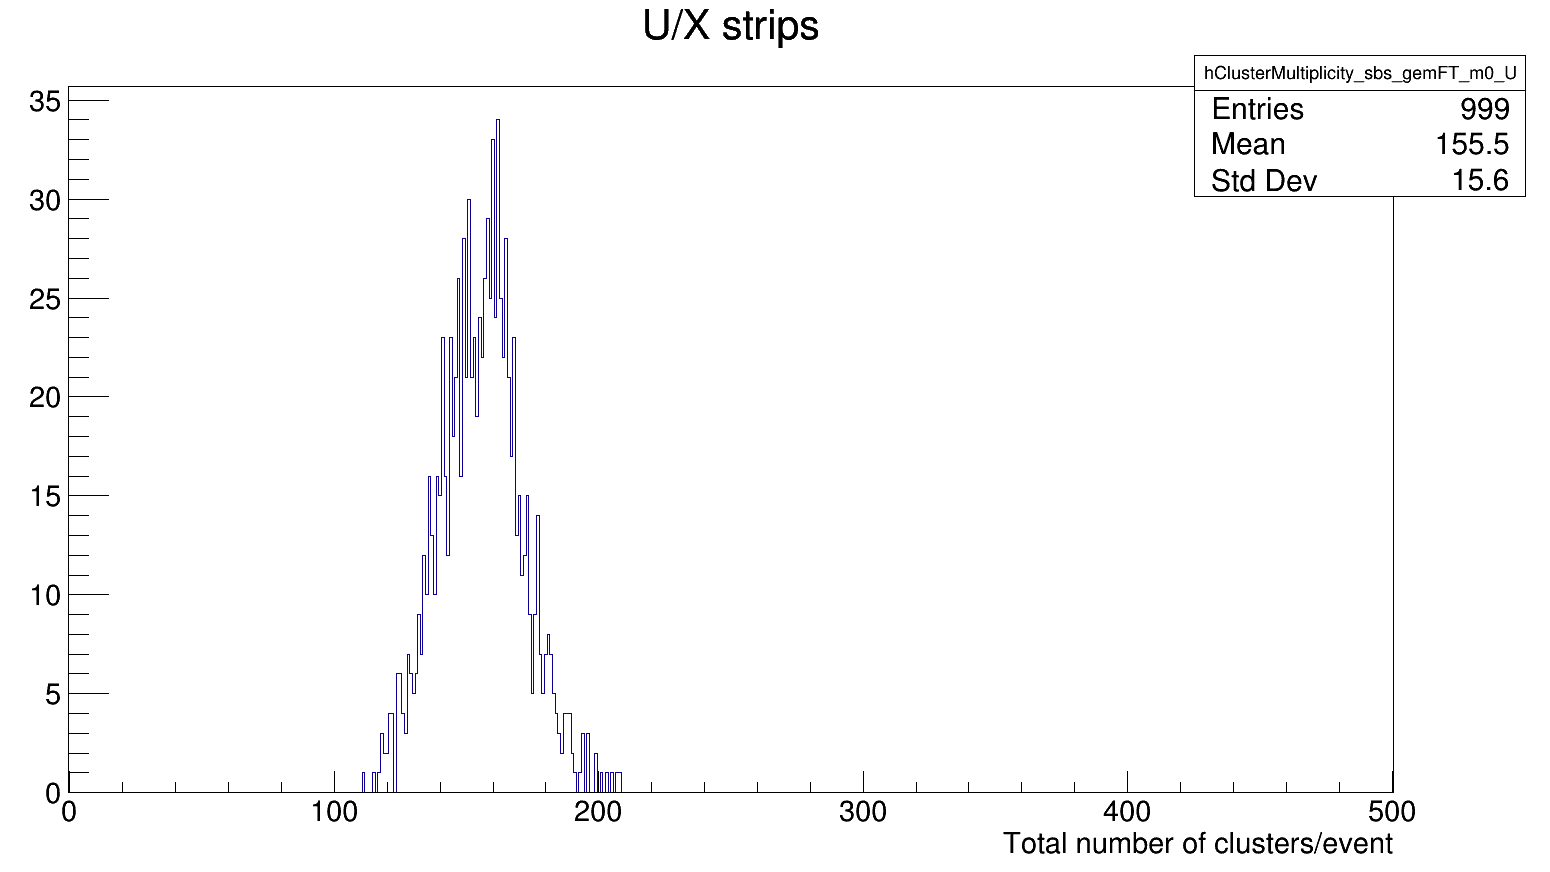 U/X strips
hClusterMultiplicity_sbs_gemFT_m0_U
Entries 999
Mean 155.5
Std Dev 15.6
35
30
25
20
15
10
5
0
0 100 200 300 400 500
Total number of clusters/event